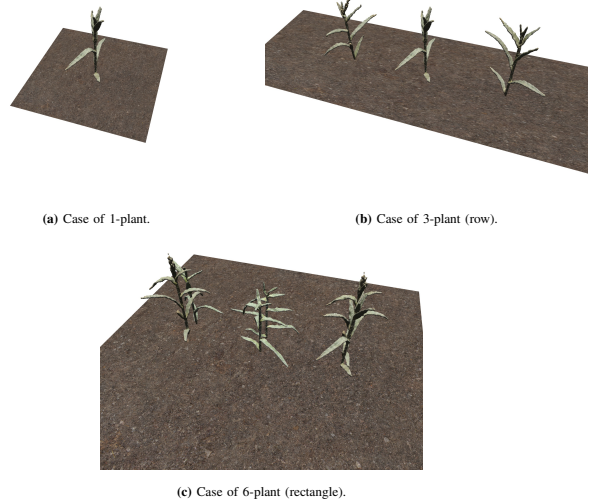 (a) Case of 1-plant.
(b) Case of 3-plant (row).
(c) Case of 6-plant (rectangle).